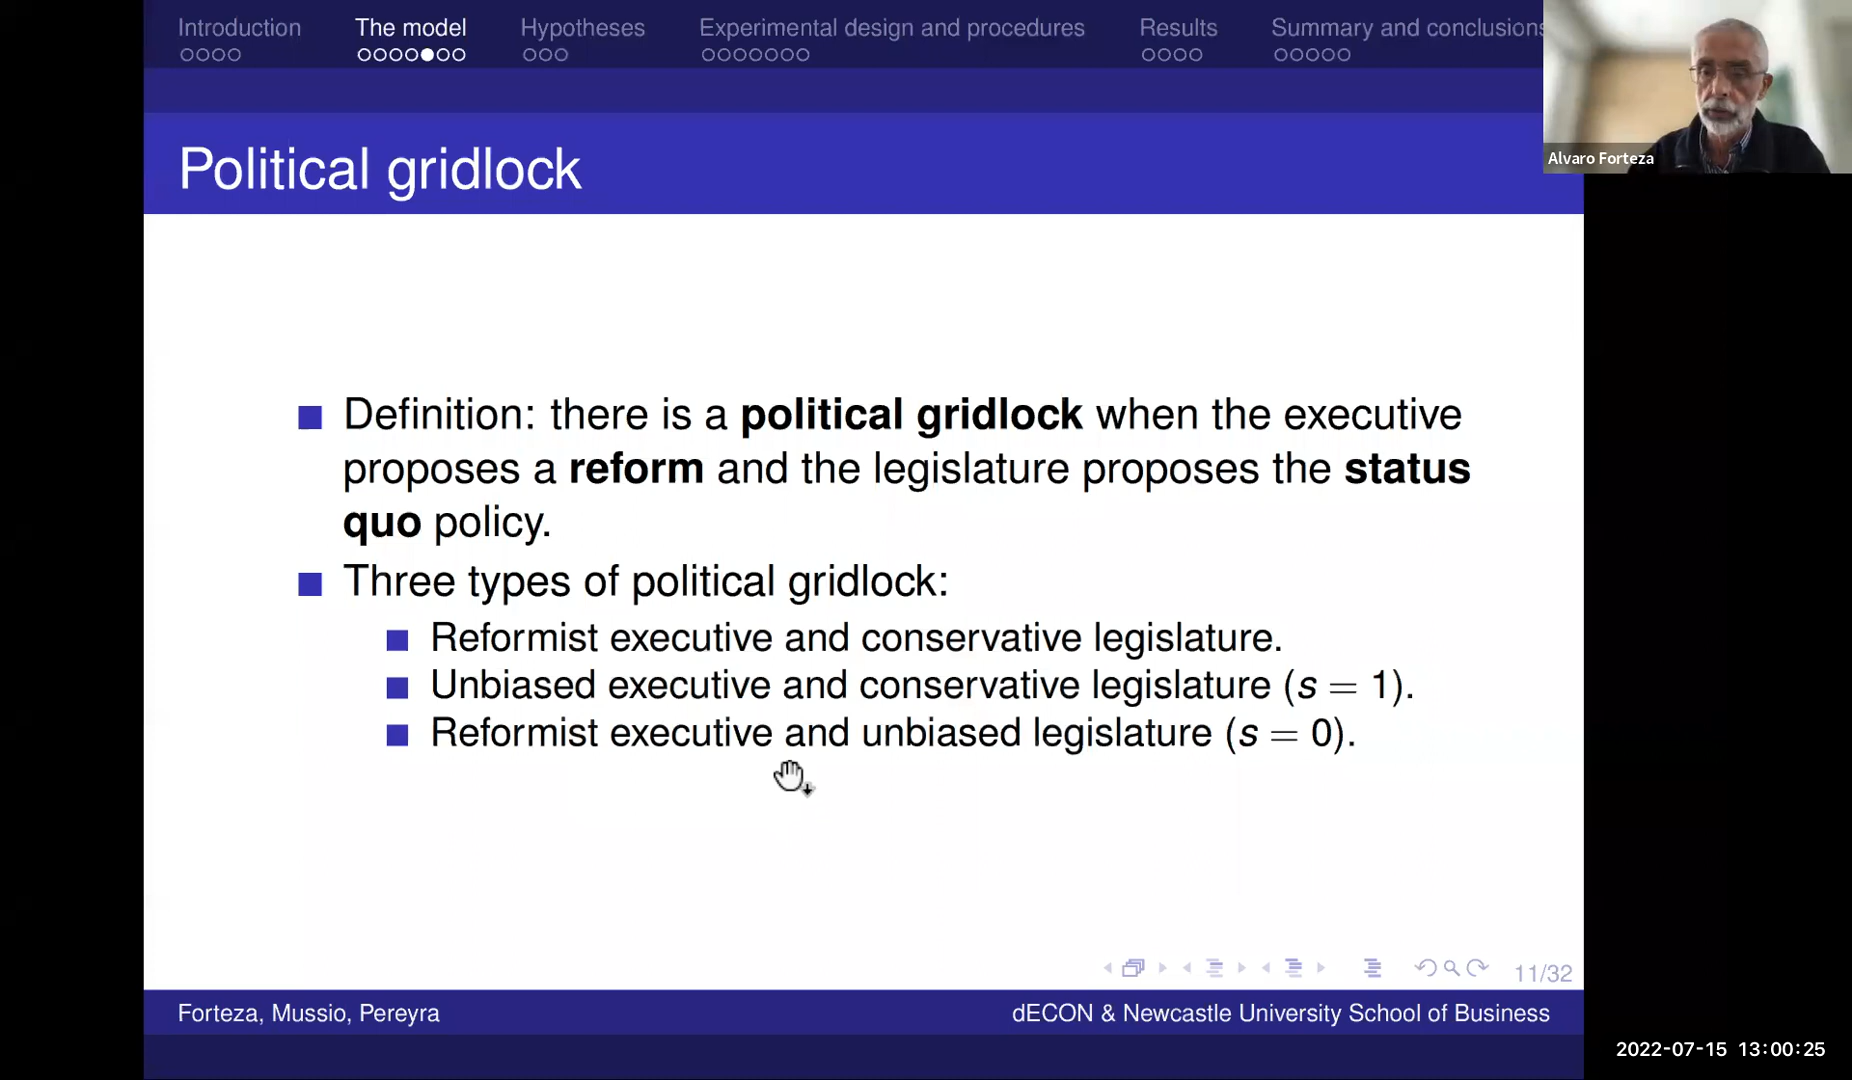 Introduction The model Hypotheses Experimental design and procedures Results Summary and conclusions
Alvaro Forteza
Political gridlock
Definition: there is a political gridlock when the executive
proposes a reform and the legislature proposes the status
quo policy.
Three types of political gridlock:
Reformist executive and conservative legislature.
Unbiased executive and conservative legislature (s = 1).
Reformist executive and unbiased legislature (s = 0).
11/32
Forteza, Mussio, Pereyra dECON & Newcastle University School of Business
2022-07-15 13:00:25